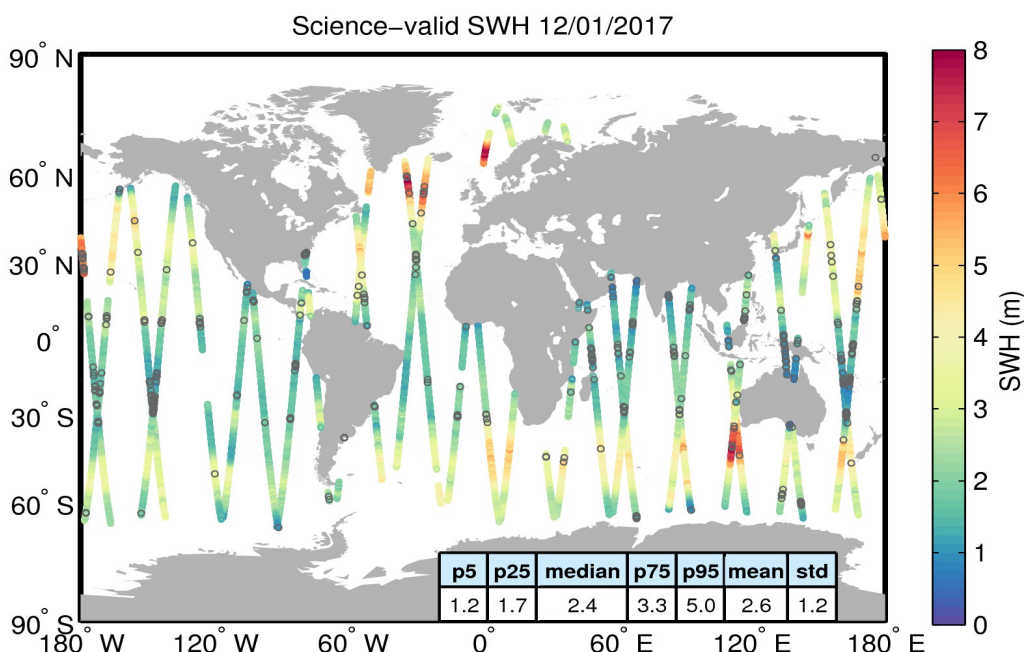 Science–valid SWH 12/01/2017
90° N
60° N
30° N
0°
30° S
60° S
90° S
180° W
120° W
60° W
0°
60° E
120° E
180° E
p5 p25 median p75 p95 mean std
1.2 1.7 2.4 3.3 5.0 2.6 1.2
8
7
6
5
4
3
2
1
0
SWH (m)